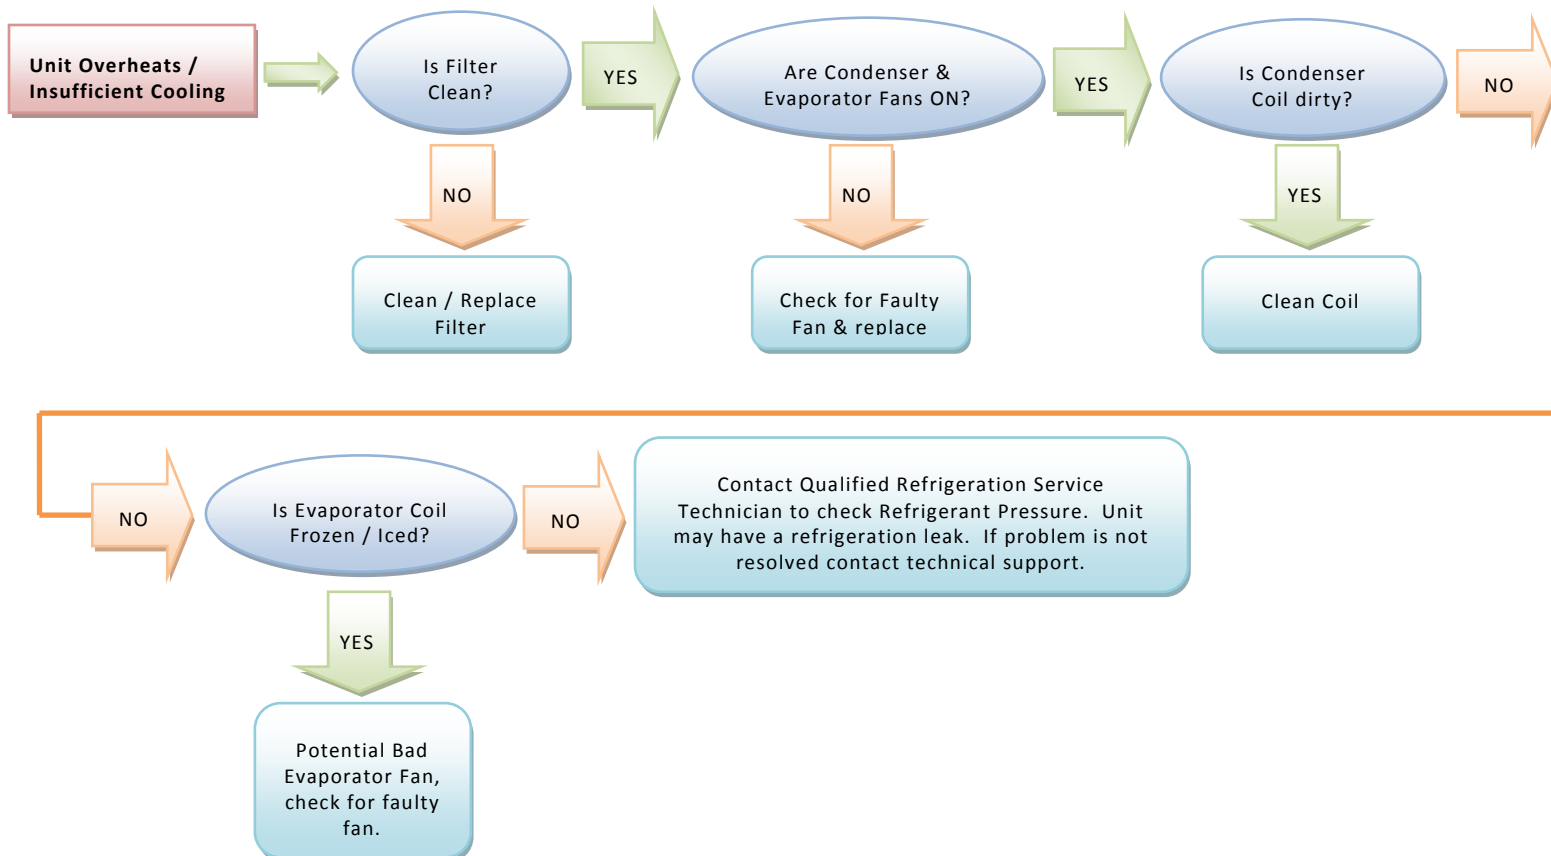 Unit Overheats /
Insufficient Cooling
Is Filter
Clean?
YES
Are Condenser &
Evaporator Fans ON?
YES
Is Condenser
Coil dirty?
NO
NO
NO
YES
Clean / Replace
Filter
Check for Faulty
Fan & replace
Clean Coil
NO
Is Evaporator Coil
Frozen / Iced?
NO
Contact Qualified Refrigeration Service
Technician to check Refrigerant Pressure.  Unit
may have a refrigeration leak.  If problem is not
resolved contact technical support.
YES
Potential Bad
Evaporator Fan,
check for faulty
fan.